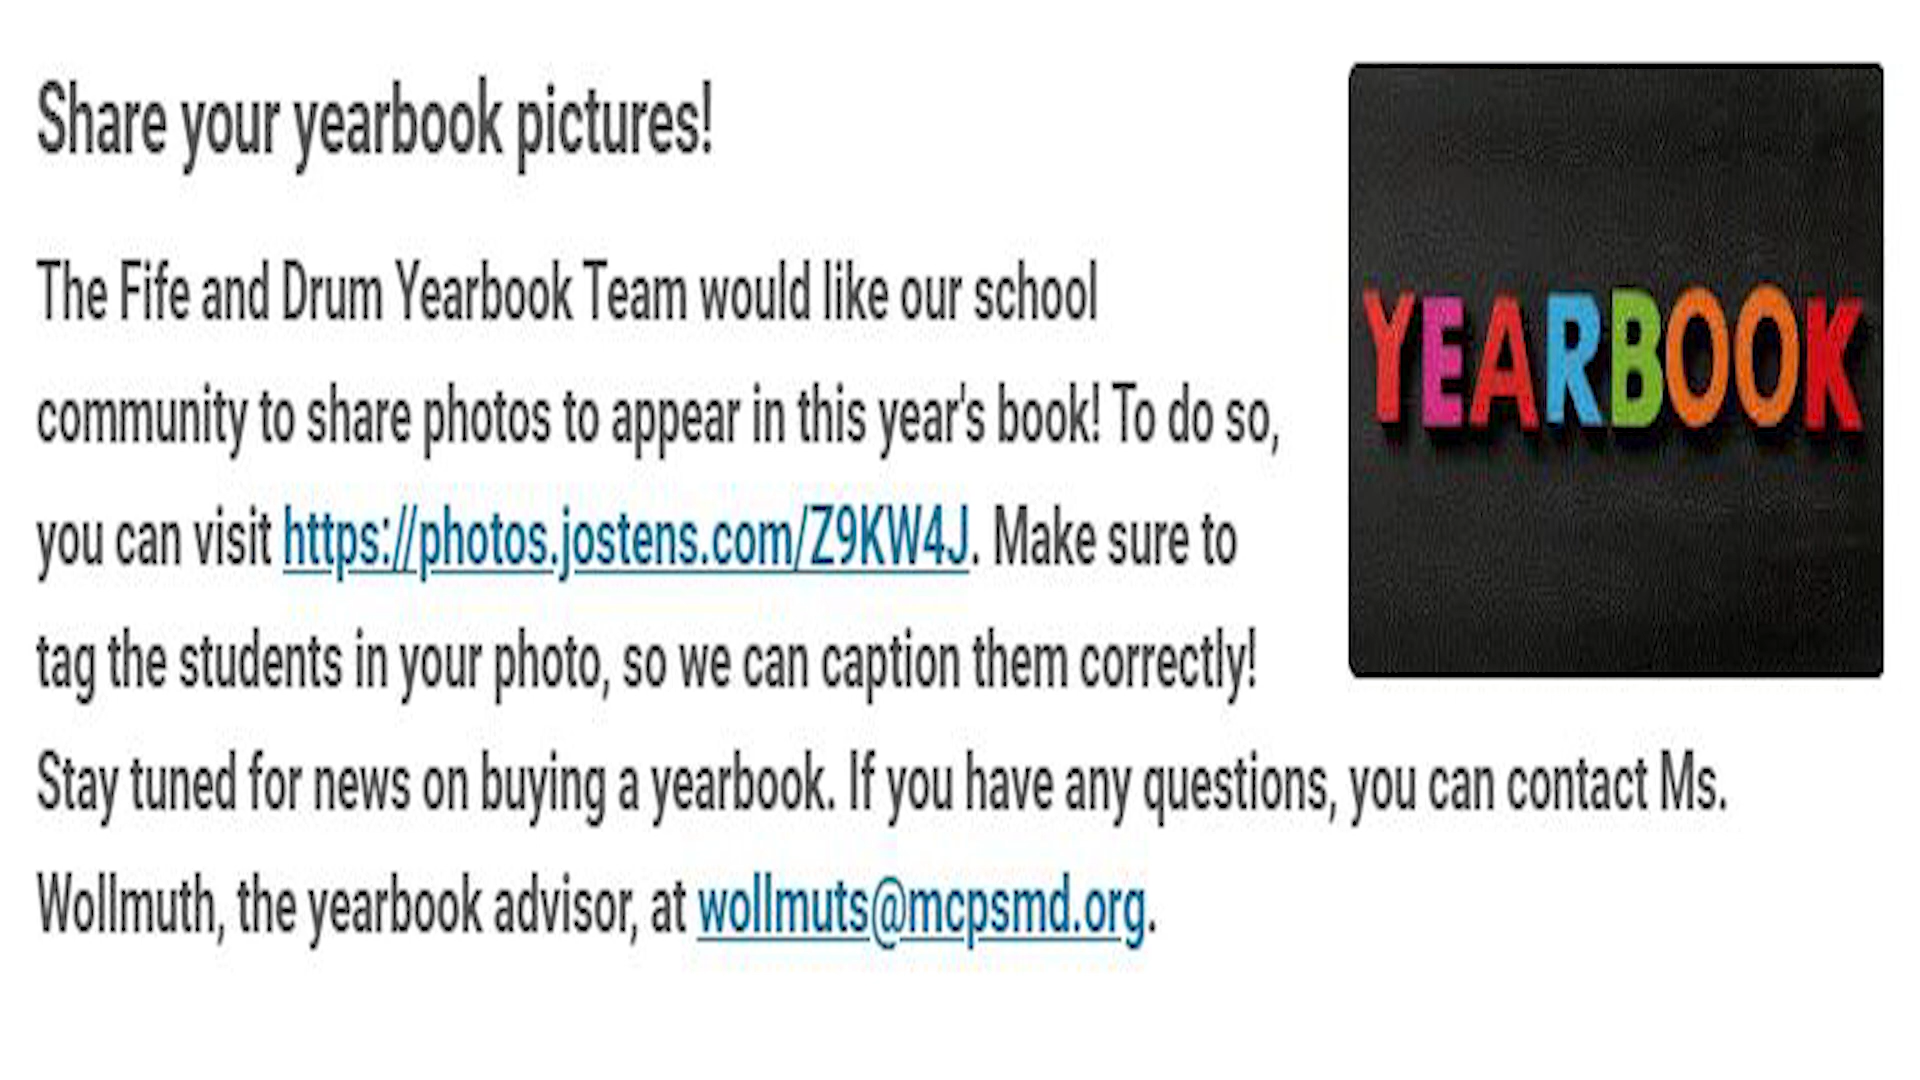 Share your yearbook pictures!
The Fife and Drum Yearbook Team would like our school
community to share photos to appear in this year's book! To do so,
you can visit https://photos.jostens.com/Z9KW4J. Make sure to
tag the students in your photo, so we can caption them correctly!
Stay tuned for news on buying a yearbook. If you have any questions, you can contact Ms.
Wollmuth, the yearbook advisor, at wollmuts@mcpsmd.org.
YEARBOOK